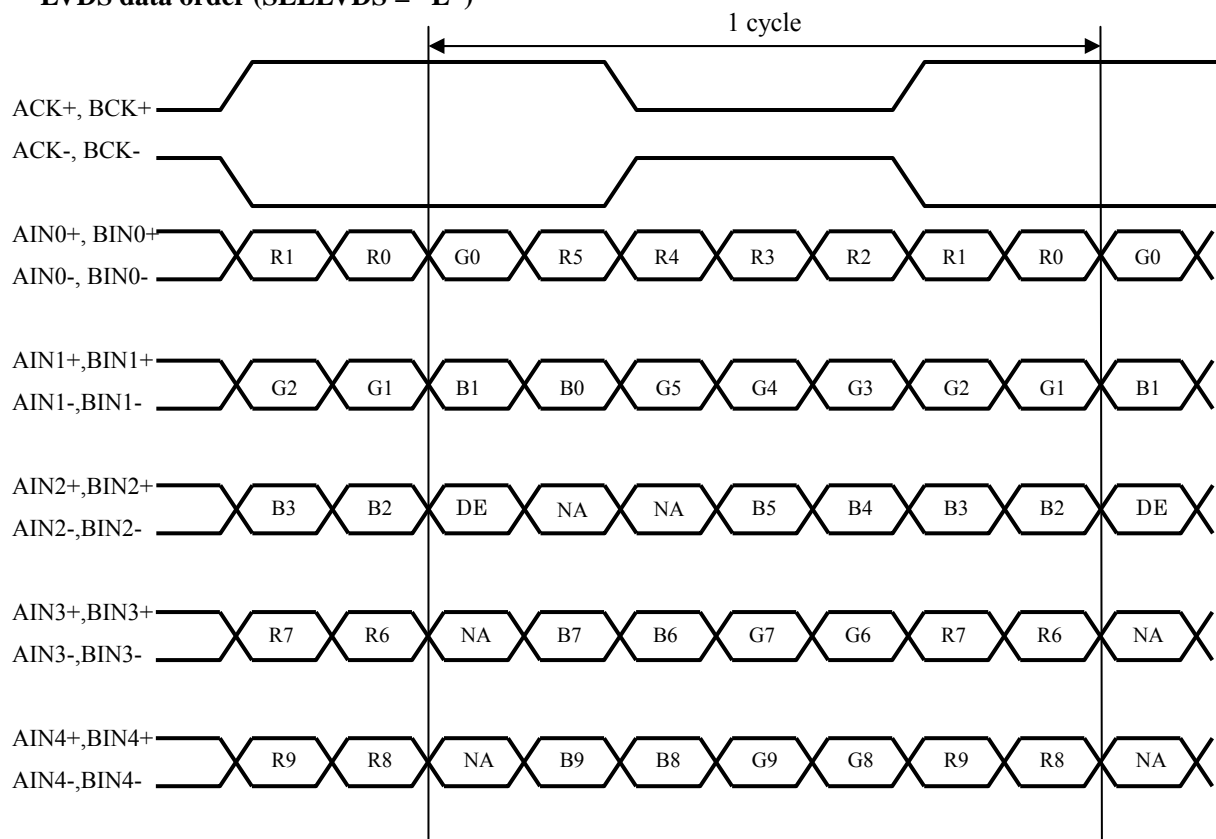 1 cycle
ACK+, BCK+
ACK-, BCK-
AIN0+, BIN0+
R1 R0 G0 R5 R4 R3 R2 R1 R0 G0
AIN0-, BIN0-
AIN1+,BIN1+
G2 G1 B1 B0 G5 G4 G3 G2 G1 B1
AIN1-,BIN1-
AIN2+,BIN2+
B3 B2 DE NA NA B5 B4 B3 B2 DE
AIN2-,BIN2-
AIN3+,BIN3+
R7 R6 NA B7 B6 G7 G6 R7 R6 NA
AIN3-,BIN3-
AIN4+,BIN4+
R9 R8 NA B9 B8 G9 G8 R9 R8 NA
AIN4-,BIN4-